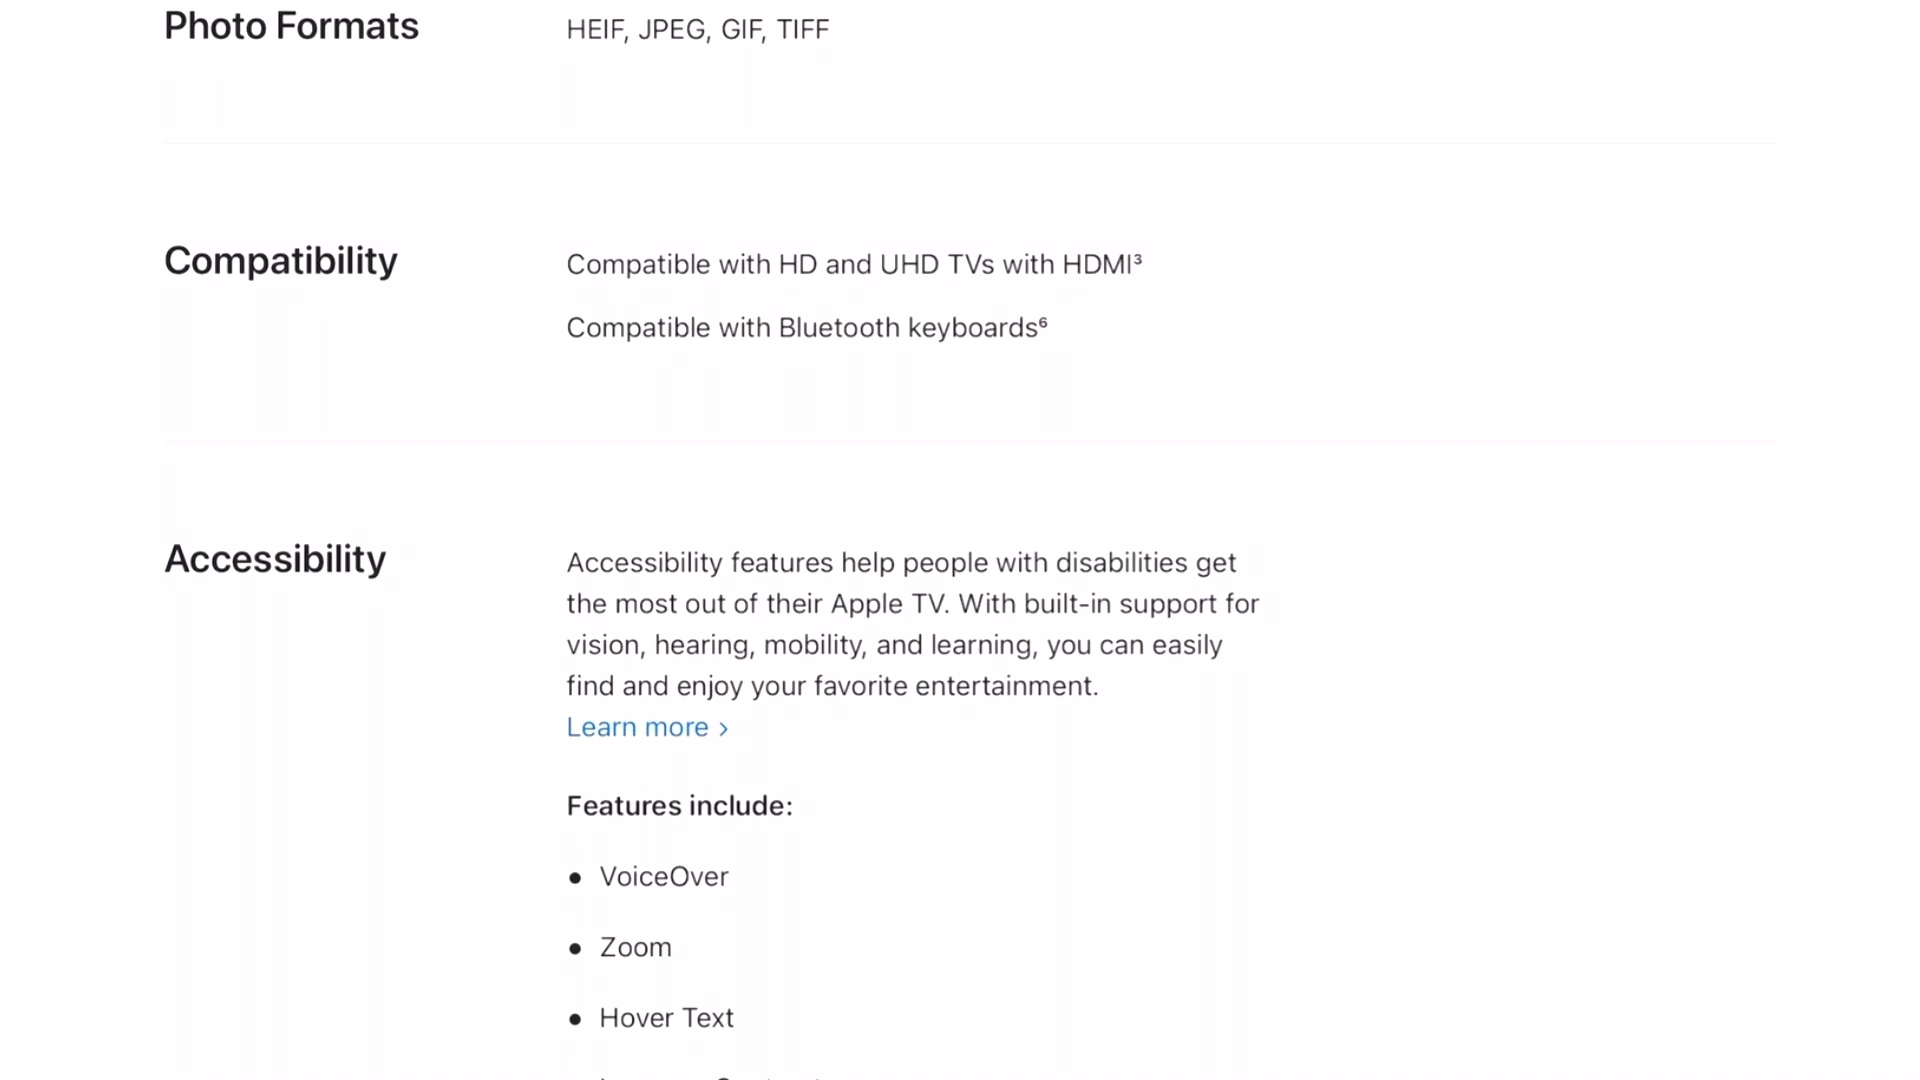 Photo Formats
HEIF, JPEG, GIF, TIFF
Compatibility
Compatible with HD and UHD TVs with HDMI³
Compatible with Bluetooth keyboards⁶
Accessibility
Accessibility features help people with disabilities get
the most out of their Apple TV. With built-in support for
vision, hearing, mobility, and learning, you can easily
find and enjoy your favorite entertainment.
Learn more ›
Features include:
• VoiceOver
• Zoom
• Hover Text